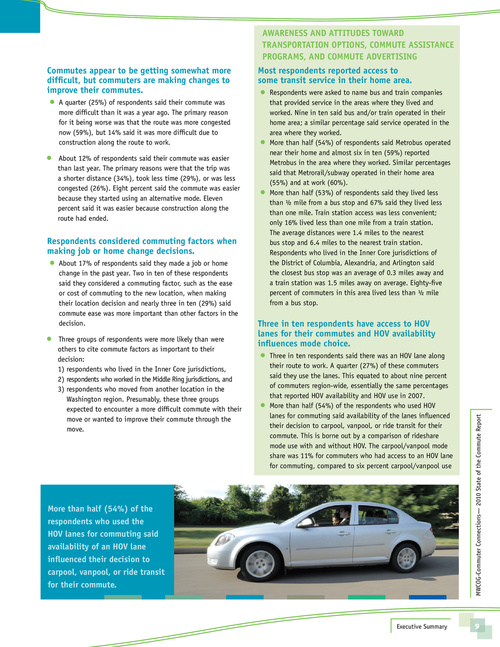 Commutes appear to be getting somewhat more
difficult, but commuters are making changes to
improve their commutes.
● A quarter (25%) of respondents said their commute was
more difficult than it was a year ago. The primary reason
for it being worse was that the route was more congested
now (59%), but 14% said it was more difficult due to
construction along the route to work.
● About 12% of respondents said their commute was easier
than last year. The primary reasons were that the trip was
a shorter distance (34%), took less time (29%), or was less
congested (26%). Eight percent said the commute was easier
because they started using an alternative mode. Eleven
percent said it was easier because construction along the
route had ended.
Respondents considered commuting factors when
making job or home change decisions.
● About 17% of respondents said they made a job or home
change in the past year. Two in ten of these respondents
said they considered a commuting factor, such as the ease
or cost of commuting to the new location, when making
their location decision and nearly three in ten (29%) said
commute ease was more important than other factors in the
decision.
● Three groups of respondents were more likely than were
others to cite commute factors as important to their
decision:
1) respondents who lived in the Inner Core jurisdictions,
2) respondents who worked in the Middle Ring jurisdictions, and
3) respondents who moved from another location in the
Washington region. Presumably, these three groups
expected to encounter a more difficult commute with their
move or wanted to improve their commute through the
move.
AWARENESS AND ATTITUDES TOWARD
TRANSPORTATION OPTIONS, COMMUTE ASSISTANCE
PROGRAMS, AND COMMUTE ADVERTISING
Most respondents reported access to
some transit service in their home area.
● Respondents were asked to name bus and train companies
that provided service in the areas where they lived and
worked. Nine in ten said bus and/or train operated in their
home area; a similar percentage said service operated in the
area where they worked.
● More than half (54%) of respondents said Metrobus operated
near their home and almost six in ten (59%) reported
Metrobus in the area where they worked. Similar percentages
said that Metrorail/subway operated in their home area
(55%) and at work (60%).
● More than half (53%) of respondents said they lived less
than ½ mile from a bus stop and 67% said they lived less
than one mile. Train station access was less convenient;
only 16% lived less than one mile from a train station.
The average distances were 1.4 miles to the nearest
bus stop and 6.4 miles to the nearest train station.
Respondents who lived in the Inner Core jurisdictions of
the District of Columbia, Alexandria, and Arlington said
the closest bus stop was an average of 0.3 miles away and
a train station was 1.5 miles away on average. Eighty-five
percent of commuters in this area lived less than ½ mile
from a bus stop.
Three in ten respondents have access to HOV
lanes for their commutes and HOV availability
influences mode choice.
● Three in ten respondents said there was an HOV lane along
their route to work. A quarter (27%) of these commuters
said they use the lanes. This equated to about nine percent
of commuters region-wide, essentially the same percentages
that reported HOV availability and HOV use in 2007.
● More than half (54%) of the respondents who used HOV
lanes for commuting said availability of the lanes influenced
their decision to carpool, vanpool, or ride transit for their
commute. This is borne out by a comparison of rideshare
mode use with and without HOV. The carpool/vanpool mode
share was 11% for commuters who had access to an HOV lane
for commuting, compared to six percent carpool/vanpool use
More than half (54%) of the
respondents who used the
HOV lanes for commuting said
availability of an HOV lane
influenced their decision to
carpool, vanpool, or ride transit
for their commute.
MWCOG-Commuter Connections— 2010 State of the Commute Report
Executive Summary
9